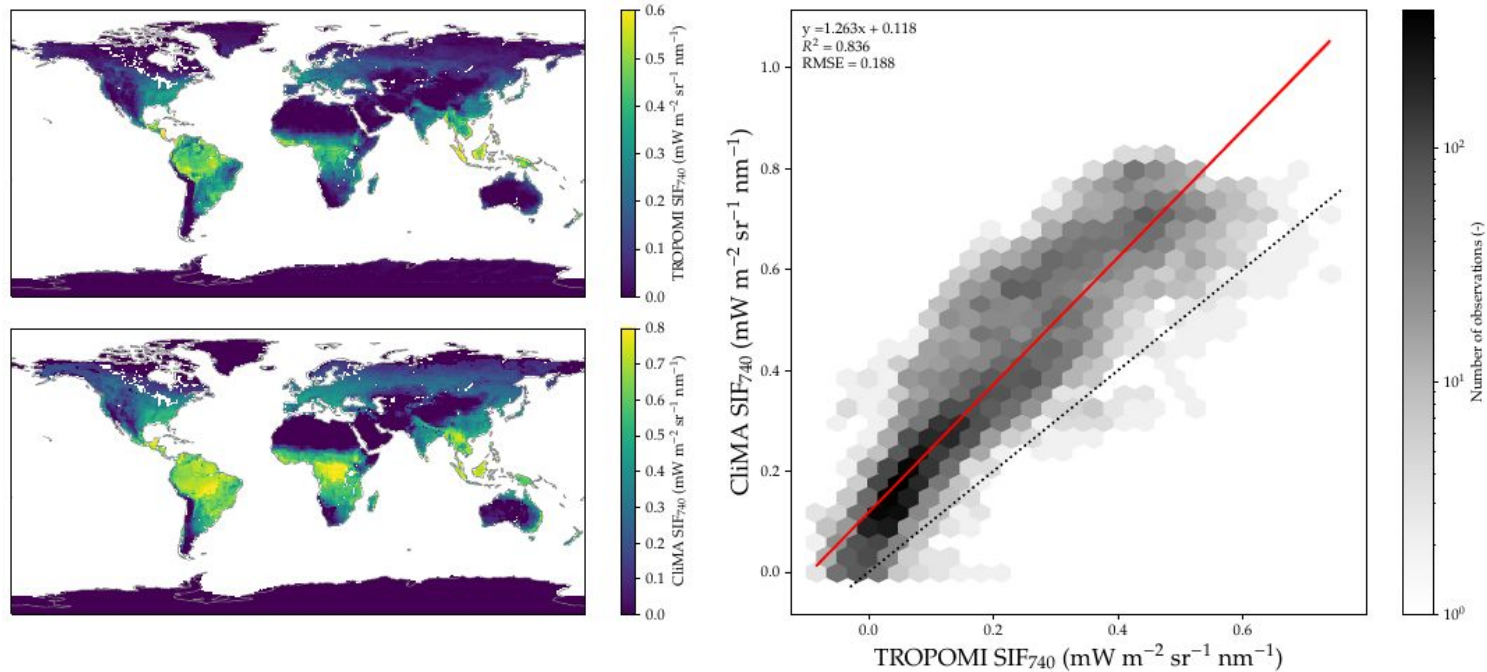 0.6
0.5
0.4
0.3
0.2
0.1
0.0
TROPOMI SIF₇₄₀ (mW m⁻² sr⁻¹ nm⁻¹)
0.8
0.7
0.6
0.5
0.4
0.3
0.2
0.1
0.0
CliMA SIF₇₄₀ (mW m⁻² sr⁻¹ nm⁻¹)
y =1.263x + 0.118
R² = 0.836
RMSE = 0.188
1.0
0.8
0.6
0.4
0.2
0.0
CliMA SIF₇₄₀ (mW m⁻² sr⁻¹ nm⁻¹)
0.0 0.2 0.4 0.6
TROPOMI SIF₇₄₀ (mW m⁻² sr⁻¹ nm⁻¹)
10²
10¹
10⁰
Number of observations (-)